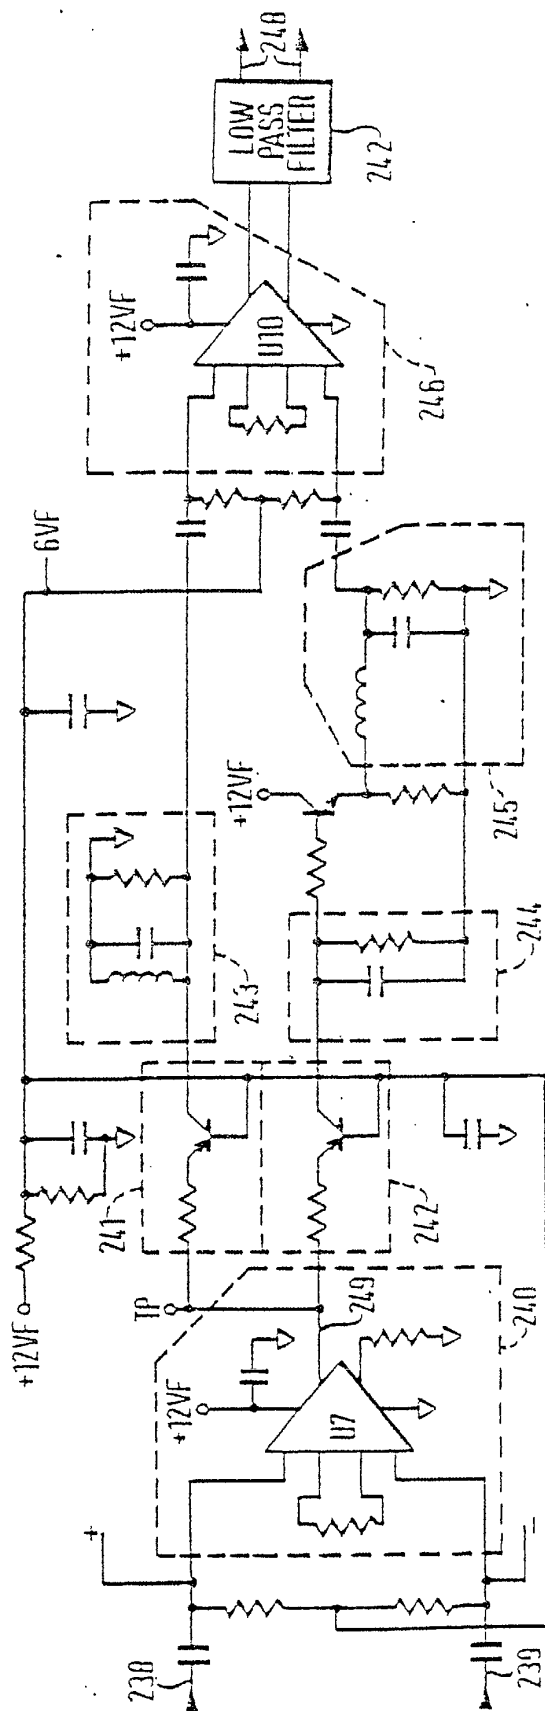 238
239
+
-
+12VF
U7
240
249
TP
+12VF
241
242
243
244
+12VF
245
6VF
+12VF
U10
246
LOW
PASS
FILTER
242
248